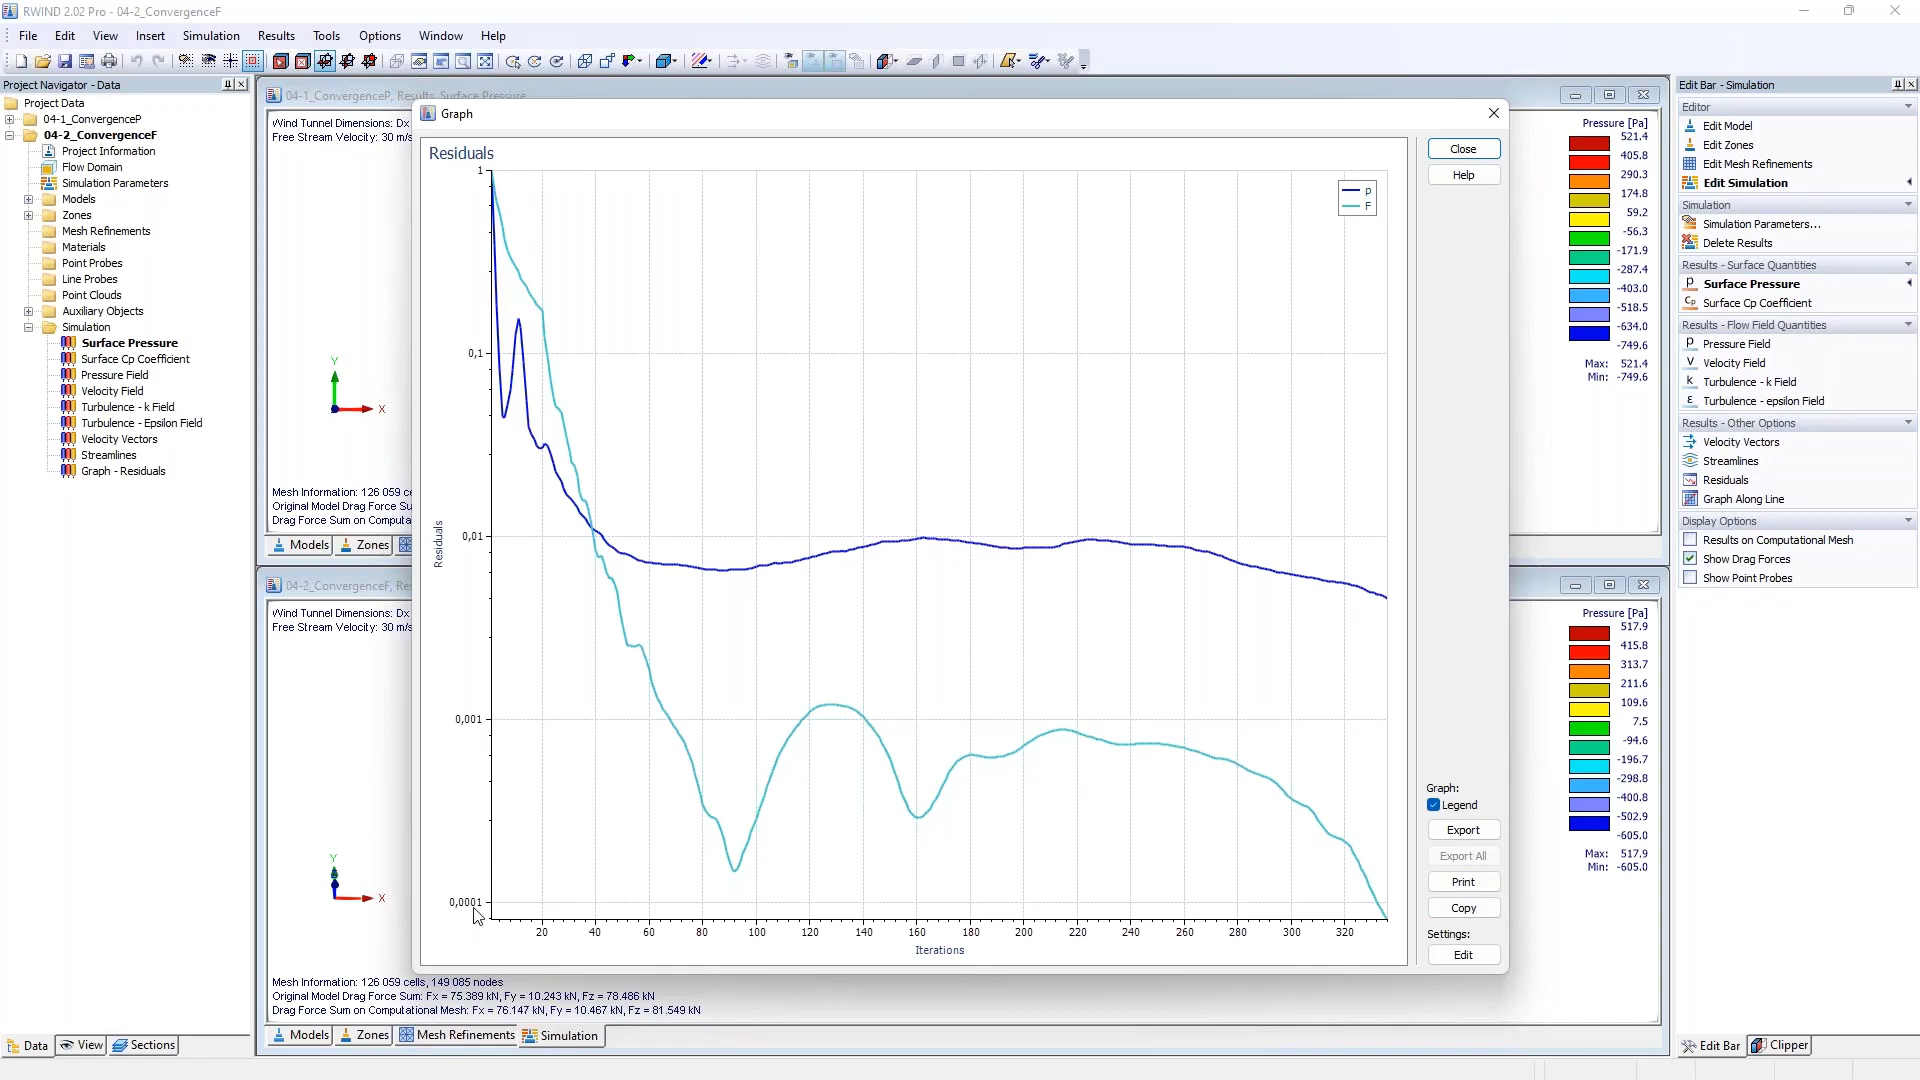 RWIND 2.02 Pro - 04-2_ConvergenceF
File Edit View Insert Simulation Results Tools Options Window Help
Project Navigator - Data
Project Data
04-1_ConvergenceP
04-2_ConvergenceF
Project Information
Flow Domain
Simulation Parameters
Models
Zones
Mesh Refinements
Materials
Point Probes
Line Probes
Point Clouds
Auxiliary Objects
Simulation
Surface Pressure
Surface Cp Coefficient
Pressure Field
Velocity Field
Turbulence - k Field
Turbulence - Epsilon Field
Velocity Vectors
Streamlines
Graph - Residuals
Data View Sections
04-1_ConvergenceP, Results, Surface Pressure
Wind Tunnel Dimensions: Dx
Free Stream Velocity: 30 m/s
Y
X
Mesh Information: 126 059 ce
Original Model Drag Force Su
Drag Force Sum on Computa
Models Zones
Pressure [Pa]
521.4
405.8
290.3
174.8
59.2
-56.3
-171.9
-287.4
-403.0
-518.5
-634.0
-749.6
Max: 521.4
Min: -749.6
04-2_ConvergenceF, Res
Wind Tunnel Dimensions: Dx
Free Stream Velocity: 30 m/s
Y
X
Mesh Information: 126 059 cells, 149 085 nodes
Original Model Drag Force Sum: Fx = 75.389 kN, Fy = 10.243 kN, Fz = 78.486 kN
Drag Force Sum on Computational Mesh: Fx = 76.147 kN, Fy = 10.467 kN, Fz = 81.549 kN
Models Zones Mesh Refinements Simulation
Pressure [Pa]
517.9
415.8
313.7
211.6
109.6
7.5
-94.6
-196.7
-298.8
-400.8
-502.9
-605.0
Max: 517.9
Min: -605.0
Graph
Residuals
1
0,1
0,01
0,001
0,0001
Residuals
20 40 60 80 100 120 140 160 180 200 220 240 260 280 300 320
Iterations
p
F
Close
Help
Graph:
Legend
Export
Export All
Print
Copy
Settings:
Edit
Edit Bar - Simulation
Editor
Edit Model
Edit Zones
Edit Mesh Refinements
Edit Simulation
Simulation
Simulation Parameters...
Delete Results
Results - Surface Quantities
p Surface Pressure
Cp Surface Cp Coefficient
Results - Flow Field Quantities
p Pressure Field
v Velocity Field
k Turbulence - k Field
ε Turbulence - epsilon Field
Results - Other Options
Velocity Vectors
Streamlines
Residuals
Graph Along Line
Display Options
Results on Computational Mesh
Show Drag Forces
Show Point Probes
Edit Bar Clipper